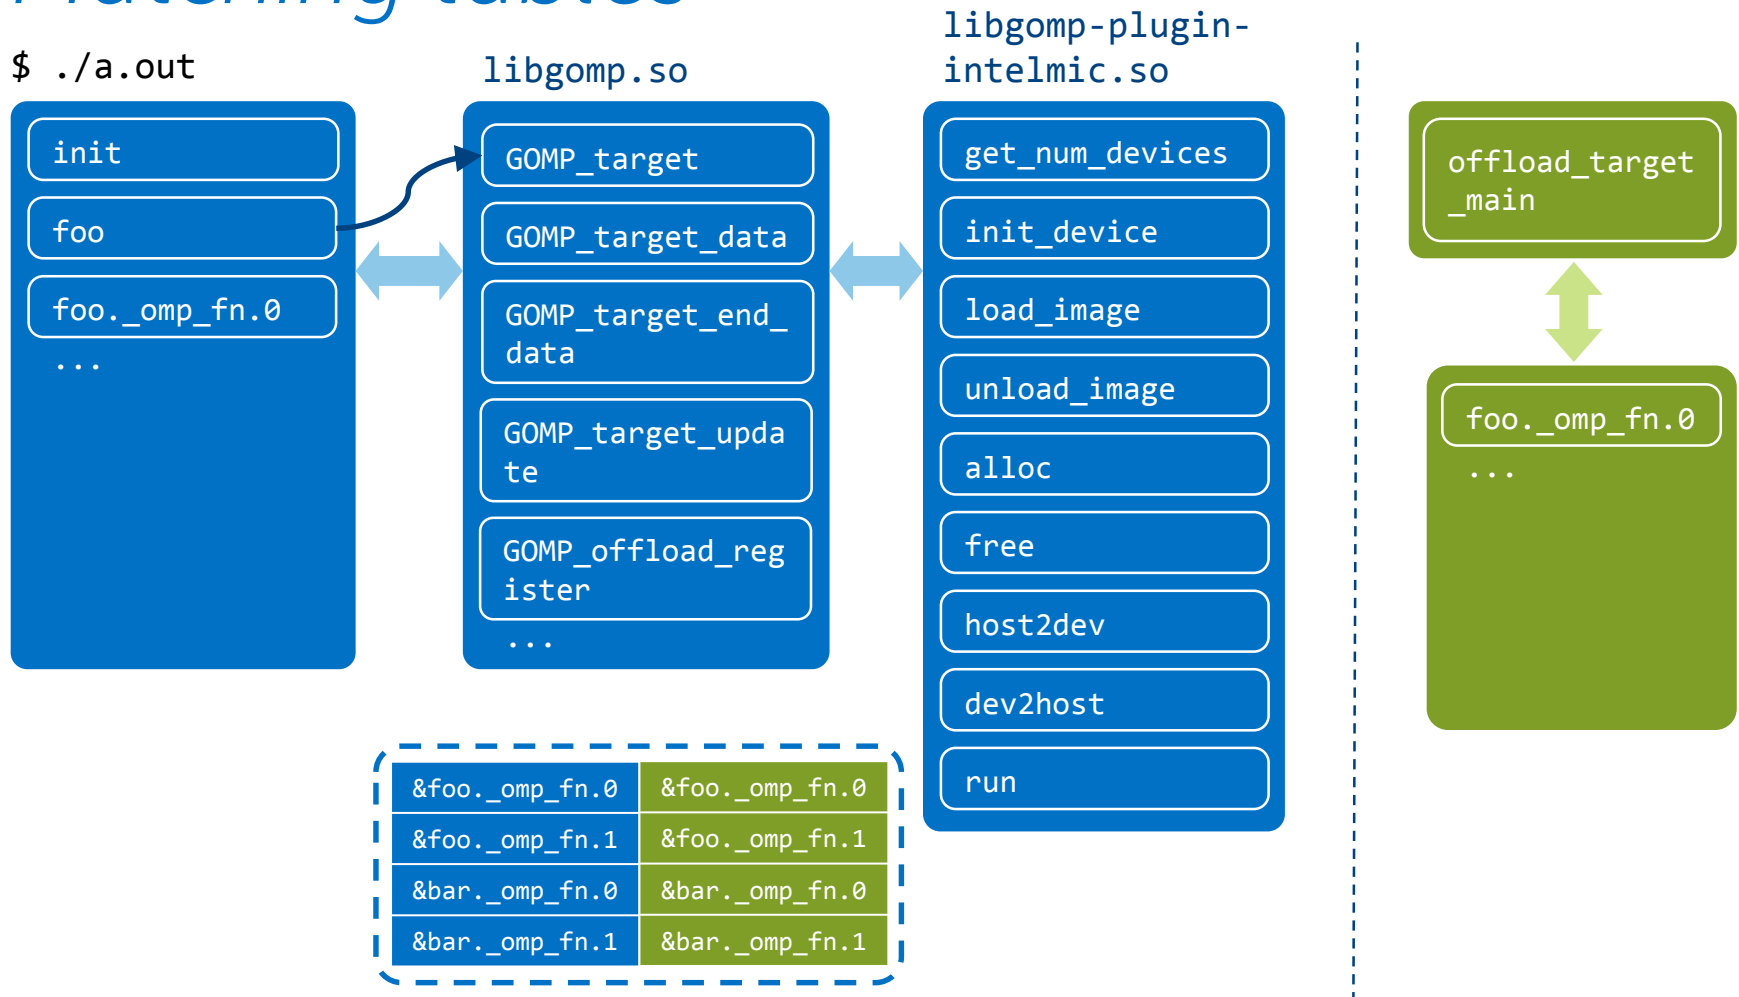 Matching tables
$ ./a.out
init
foo
foo._omp_fn.0
...
libgomp.so
GOMP_target
GOMP_target_data
GOMP_target_end_
data
GOMP_target_upda
te
GOMP_offload_reg
ister
...
libgomp-plugin-
intelmic.so
get_num_devices
init_device
load_image
unload_image
alloc
free
host2dev
dev2host
run
offload_target
_main
foo._omp_fn.0
...
&foo._omp_fn.0 &foo._omp_fn.0
&foo._omp_fn.1 &foo._omp_fn.1
&bar._omp_fn.0 &bar._omp_fn.0
&bar._omp_fn.1 &bar._omp_fn.1